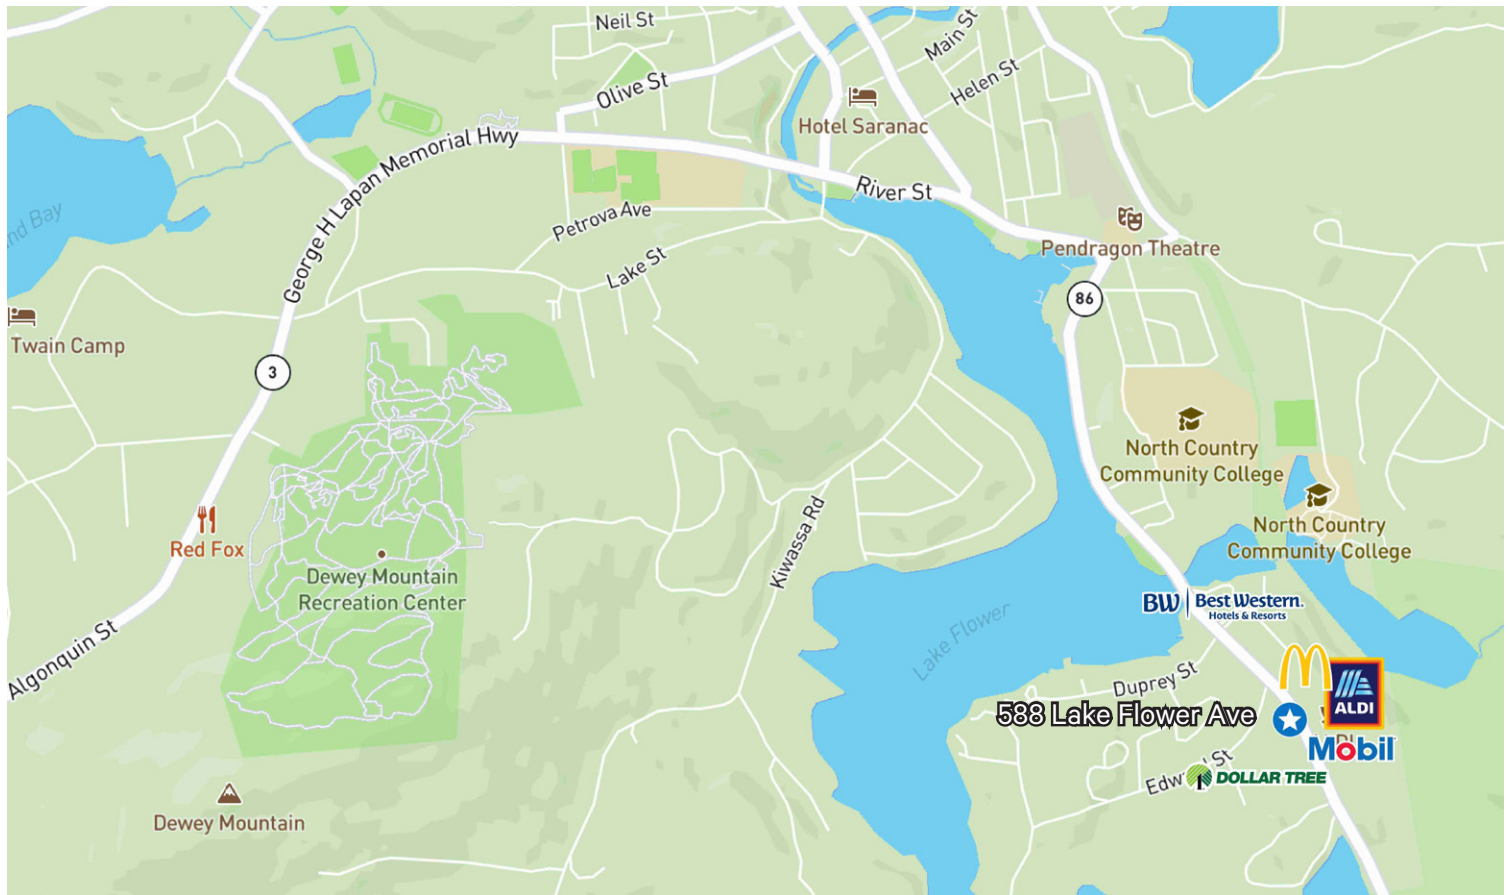 Neil St
Main St
Olive St
Helen St
Hotel Saranac
George H Lapan Memorial Hwy
River St
Petrova Ave
Pendragon Theatre
Lake St
86
Twain Camp
3
North Country
Community College
Kiwassa Rd
North Country
Community College
Red Fox
Dewey Mountain
Recreation Center
BW Best Western.
Hotels & Resorts
Lake Flower
Algonquin St
Duprey St
ALDI
588 Lake Flower Ave
Mobil
DOLLAR TREE
Dewey Mountain